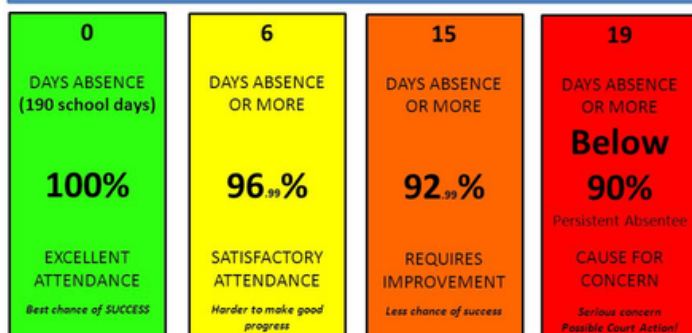 0
DAYS ABSENCE
(190 school days)
100%
EXCELLENT
ATTENDANCE
Best chance of SUCCESS
6
DAYS ABSENCE
OR MORE
96.99%
SATISFACTORY
ATTENDANCE
Harder to make good
progress
15
DAYS ABSENCE
OR MORE
92.99%
REQUIRES
IMPROVEMENT
Less chance of success
19
DAYS ABSENCE
OR MORE
Below
90%
Persistent Absentee
CAUSE FOR
CONCERN
Serious concern
Possible Court Action!